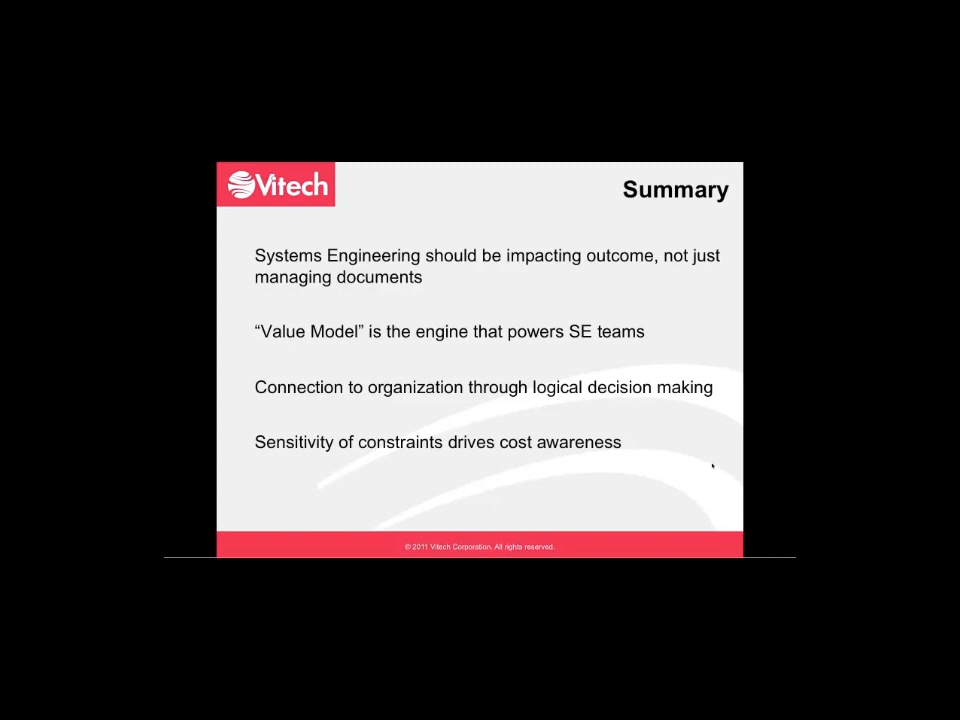 Vitech
Summary
Systems Engineering should be impacting outcome, not just
managing documents
“Value Model” is the engine that powers SE teams
Connection to organization through logical decision making
Sensitivity of constraints drives cost awareness
© 2011 Vitech Corporation. All rights reserved.